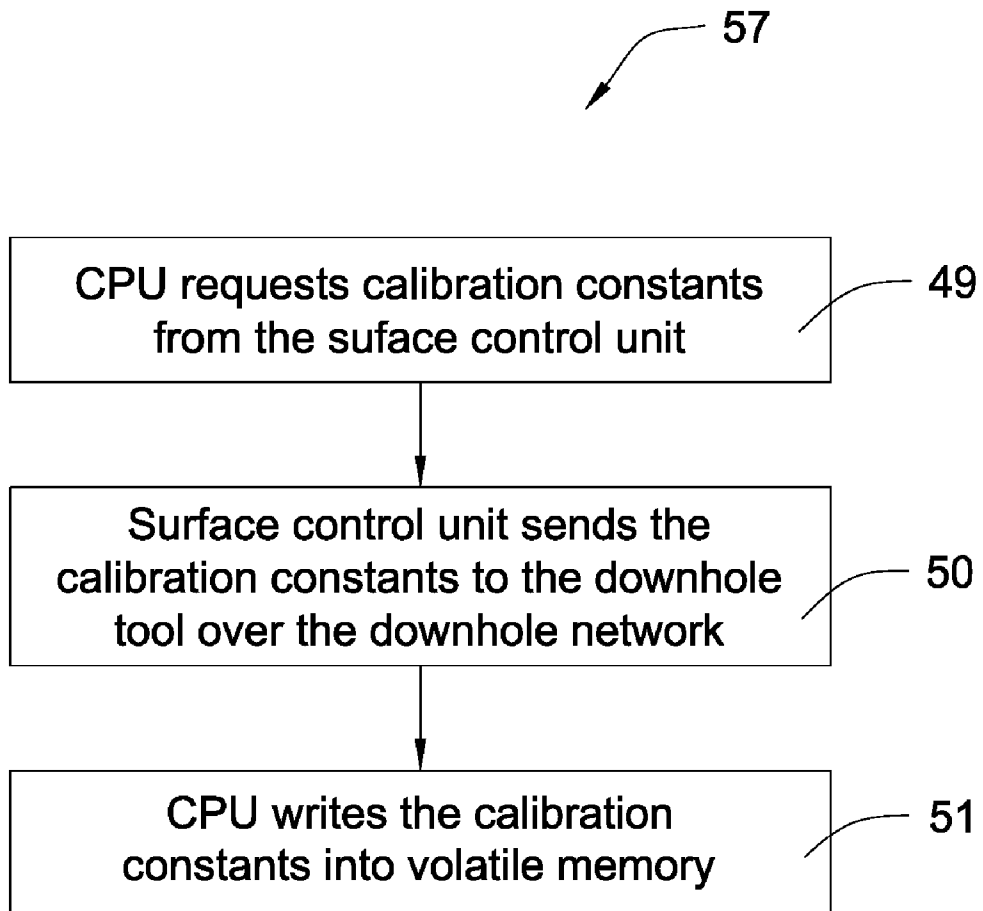 57
CPU requests calibration constants
from the suface control unit
49
Surface control unit sends the
calibration constants to the downhole
tool over the downhole network
50
CPU writes the calibration
constants into volatile memory
51